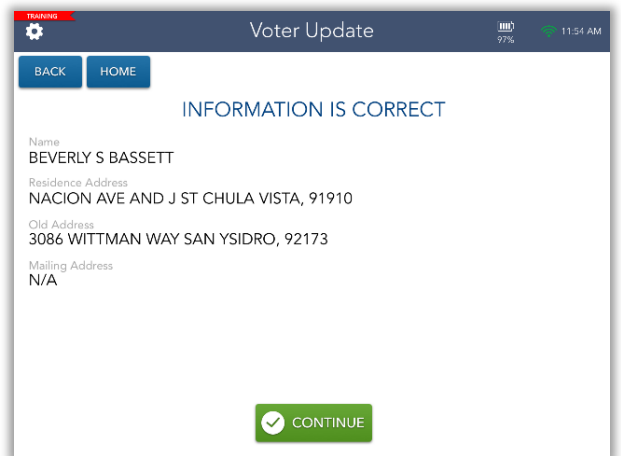 TRAINING
Voter Update
97%
11:54 AM
BACK
HOME
INFORMATION IS CORRECT
Name
BEVERLY S BASSETT
Residence Address
NACION AVE AND J ST CHULA VISTA, 91910
Old Address
3086 WITTMAN WAY SAN YSIDRO, 92173
Mailing Address
N/A
CONTINUE